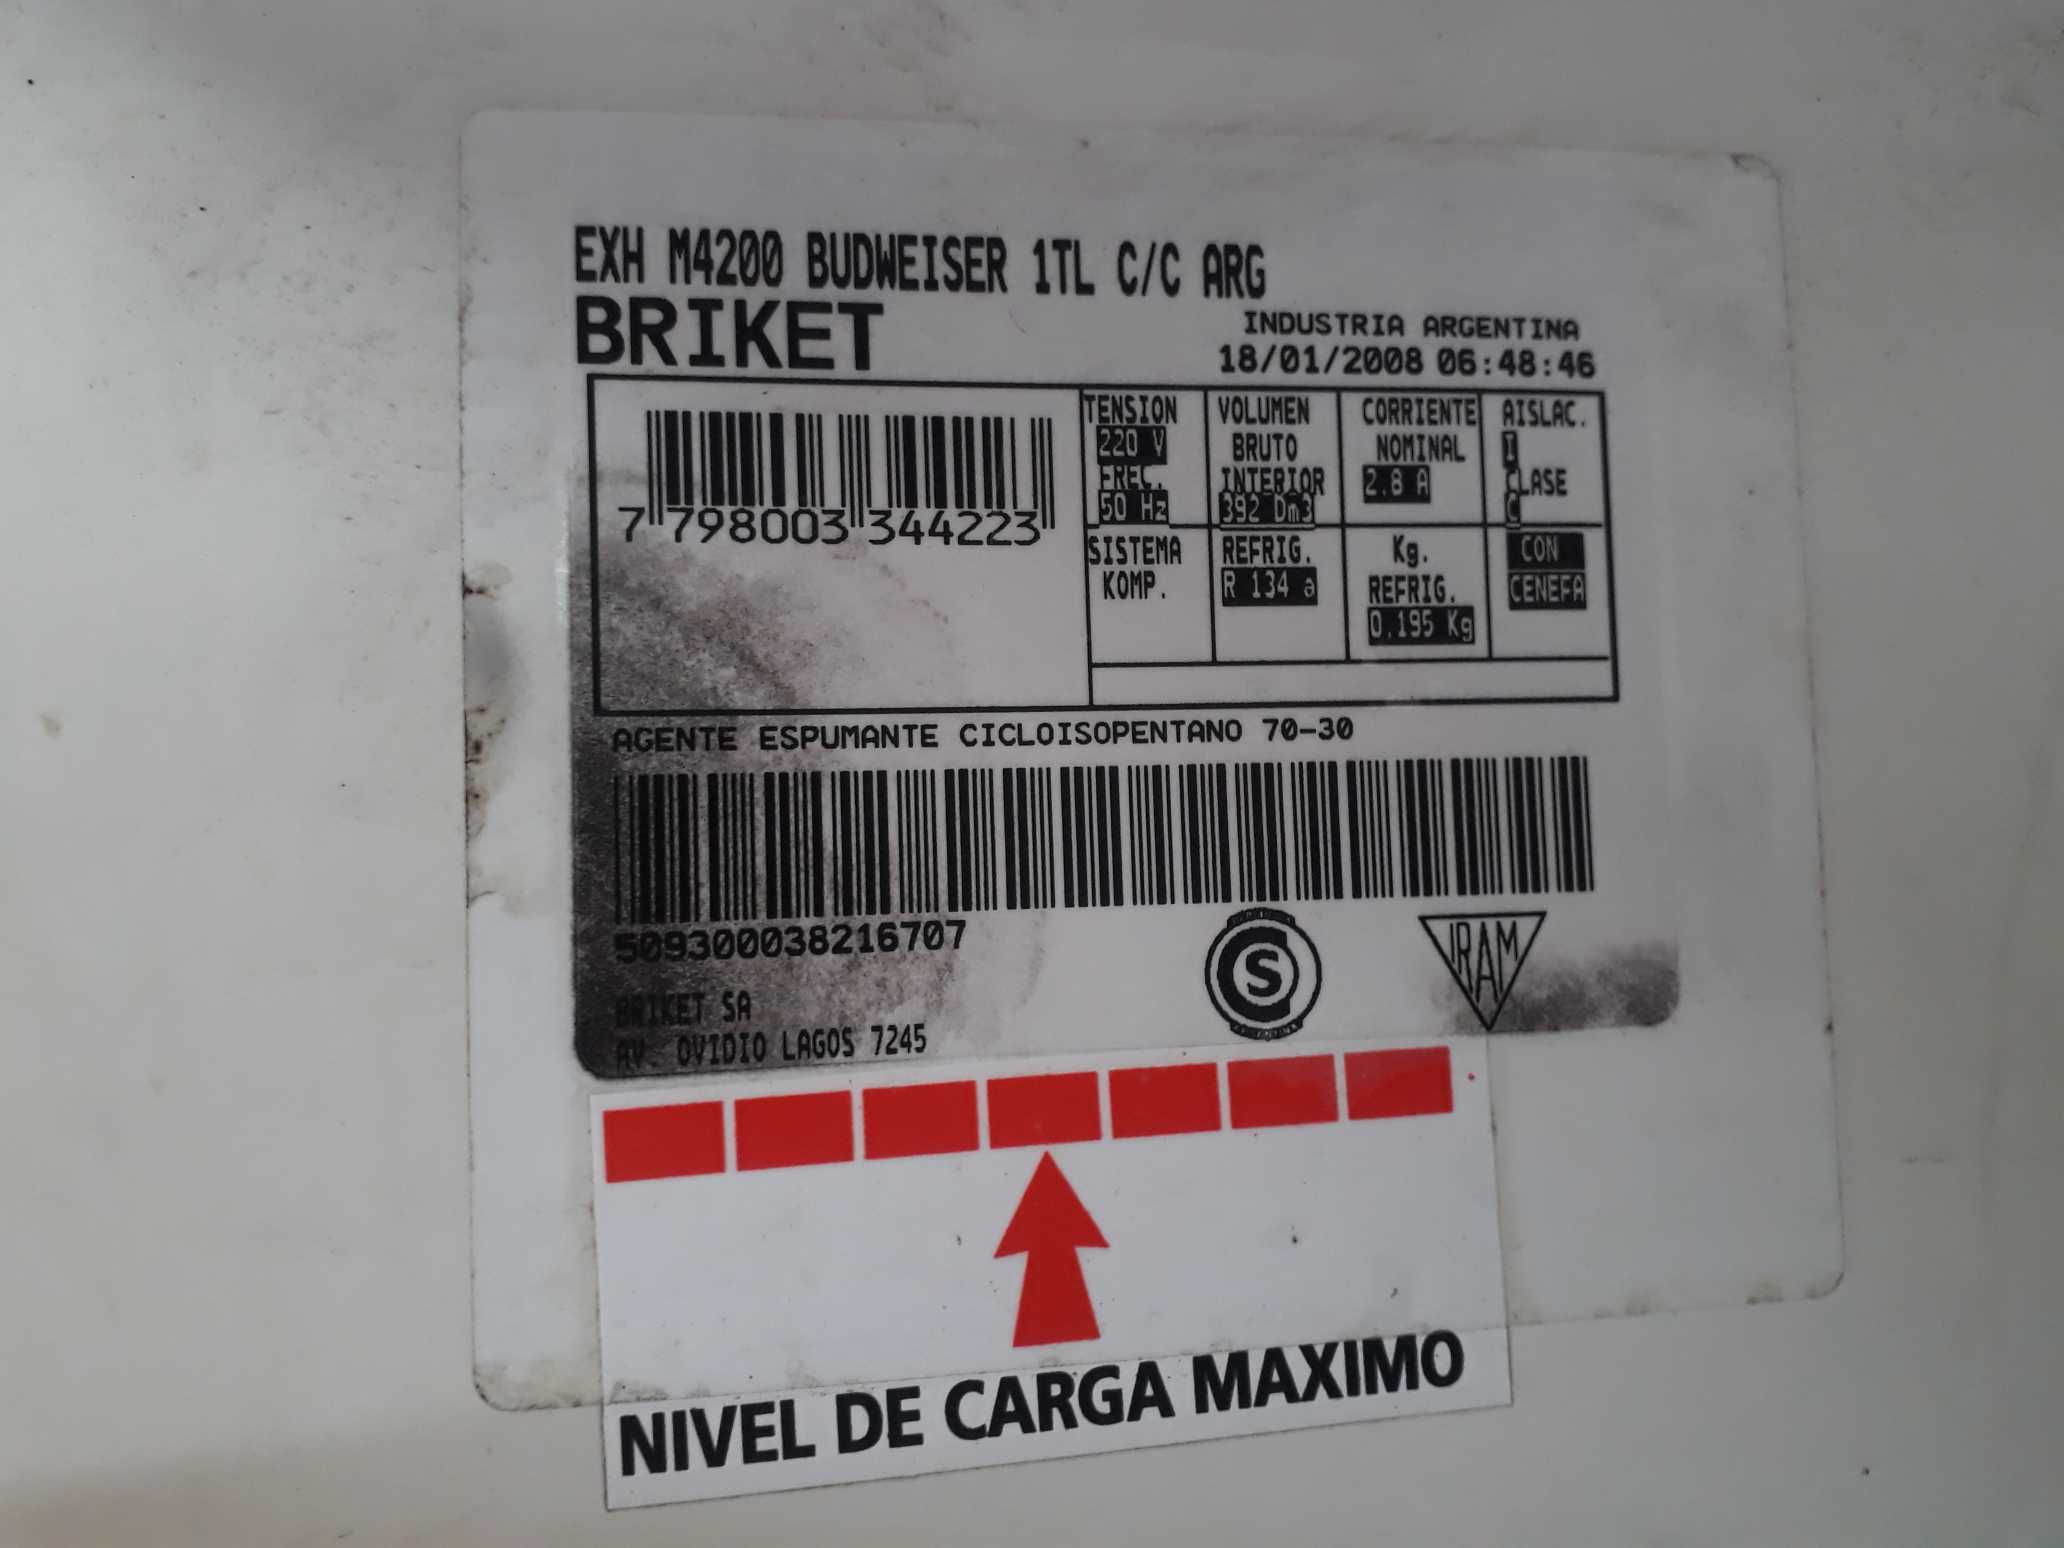 EXH M4200 BUDWEISER 1TL C/C ARG
BRIKET
INDUSTRIA ARGENTINA
18/01/2008 06:48:46
7 798003 344223
TENSION
220 V
FREC.
50 Hz
VOLUMEN
BRUTO
INTERIOR
392 Dm3
CORRIENTE
NOMINAL
2.8 A
AISLAC.
I
CLASE
C
SISTEMA
KOMP.
REFRIG.
R 134 a
Kg.
REFRIG.
0.195 Kg
CON
CENEFA
AGENTE ESPUMANTE CICLOISOPENTANO 70-30
509300038216707
S
ARGENTINA
IRAM
BRIKET SA
AV. OVIDIO LAGOS 7245
NIVEL DE CARGA MAXIMO